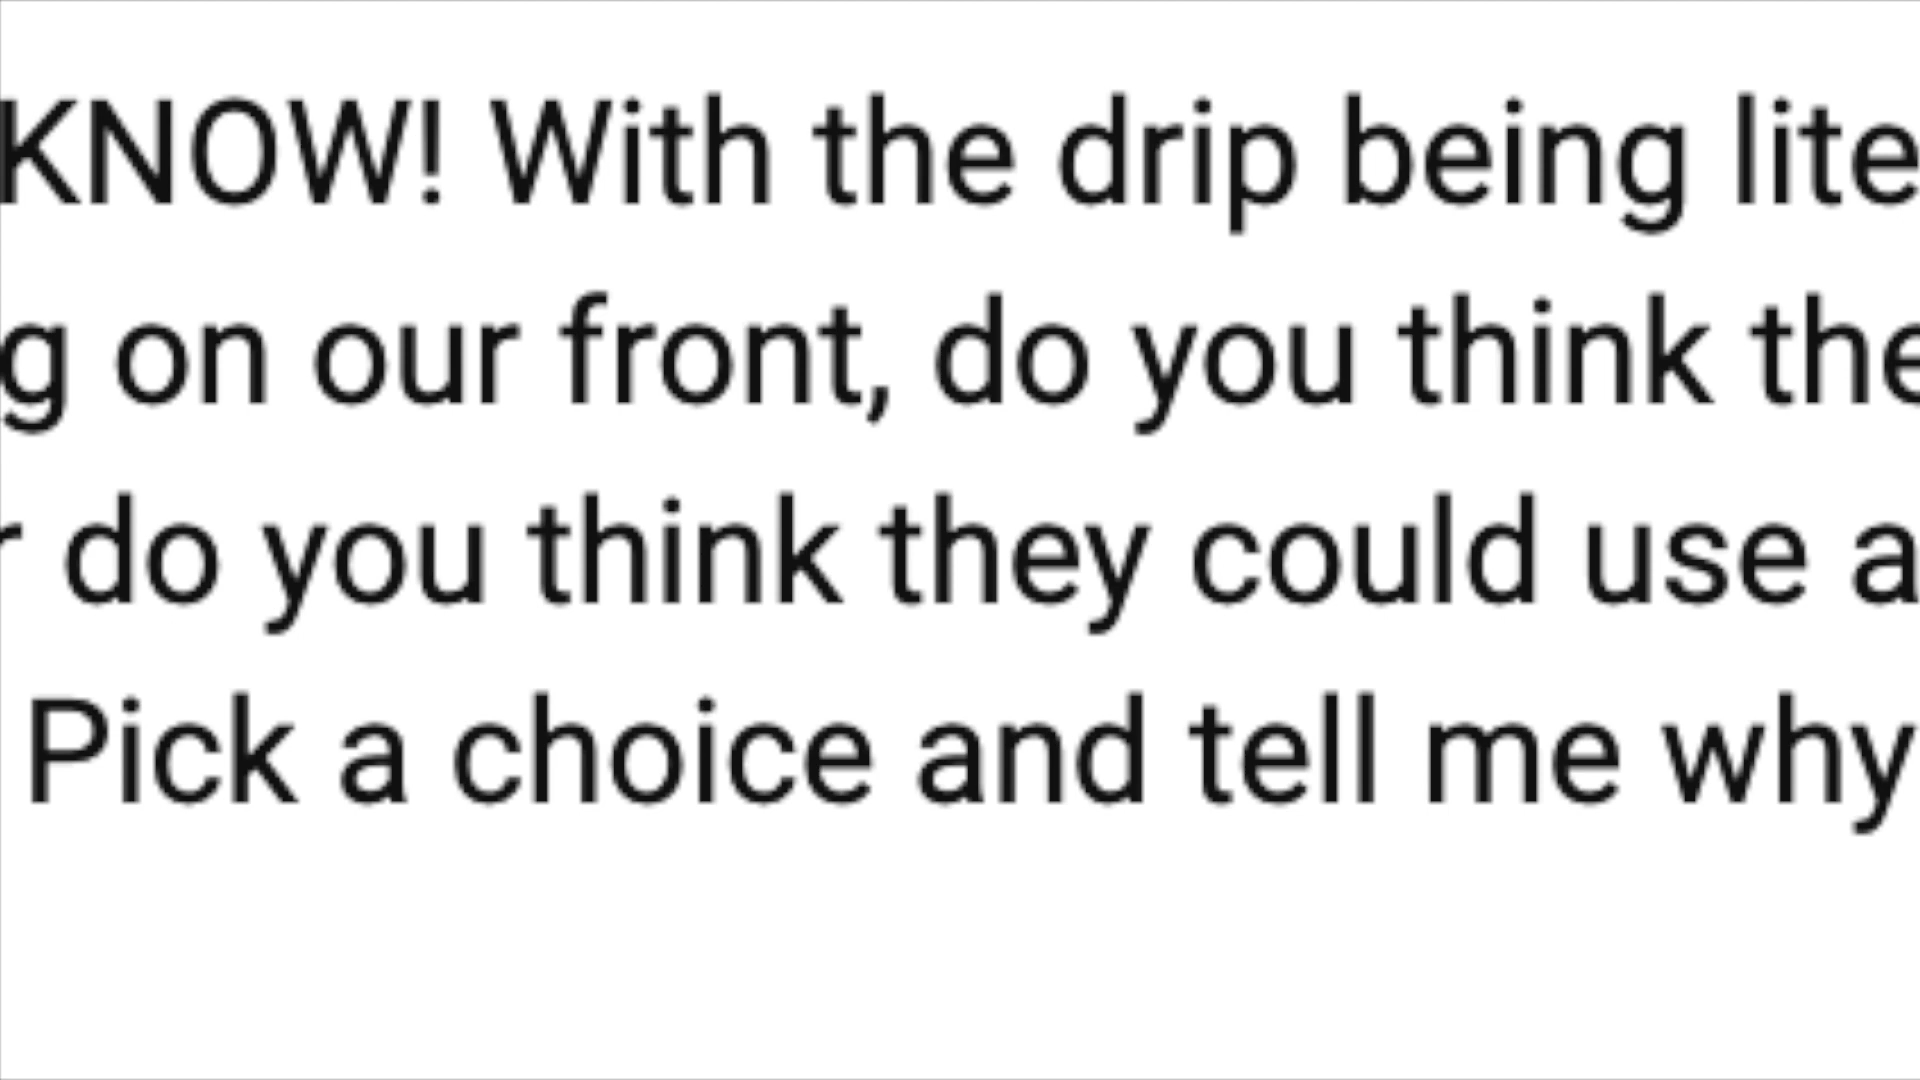 KNOW! With the drip being lite
g on our front, do you think the
r do you think they could use a
Pick a choice and tell me why